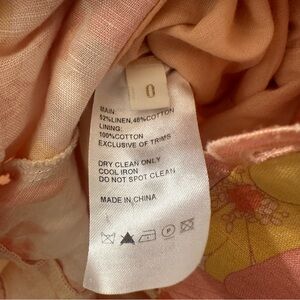 0
MAIN:
52%LINEN,48%COTTON
LINING:
100%COTTON
EXCLUSIVE OF TRIMS
DRY CLEAN ONLY
COOL IRON
DO NOT SPOT CLEAN
MADE IN CHINA